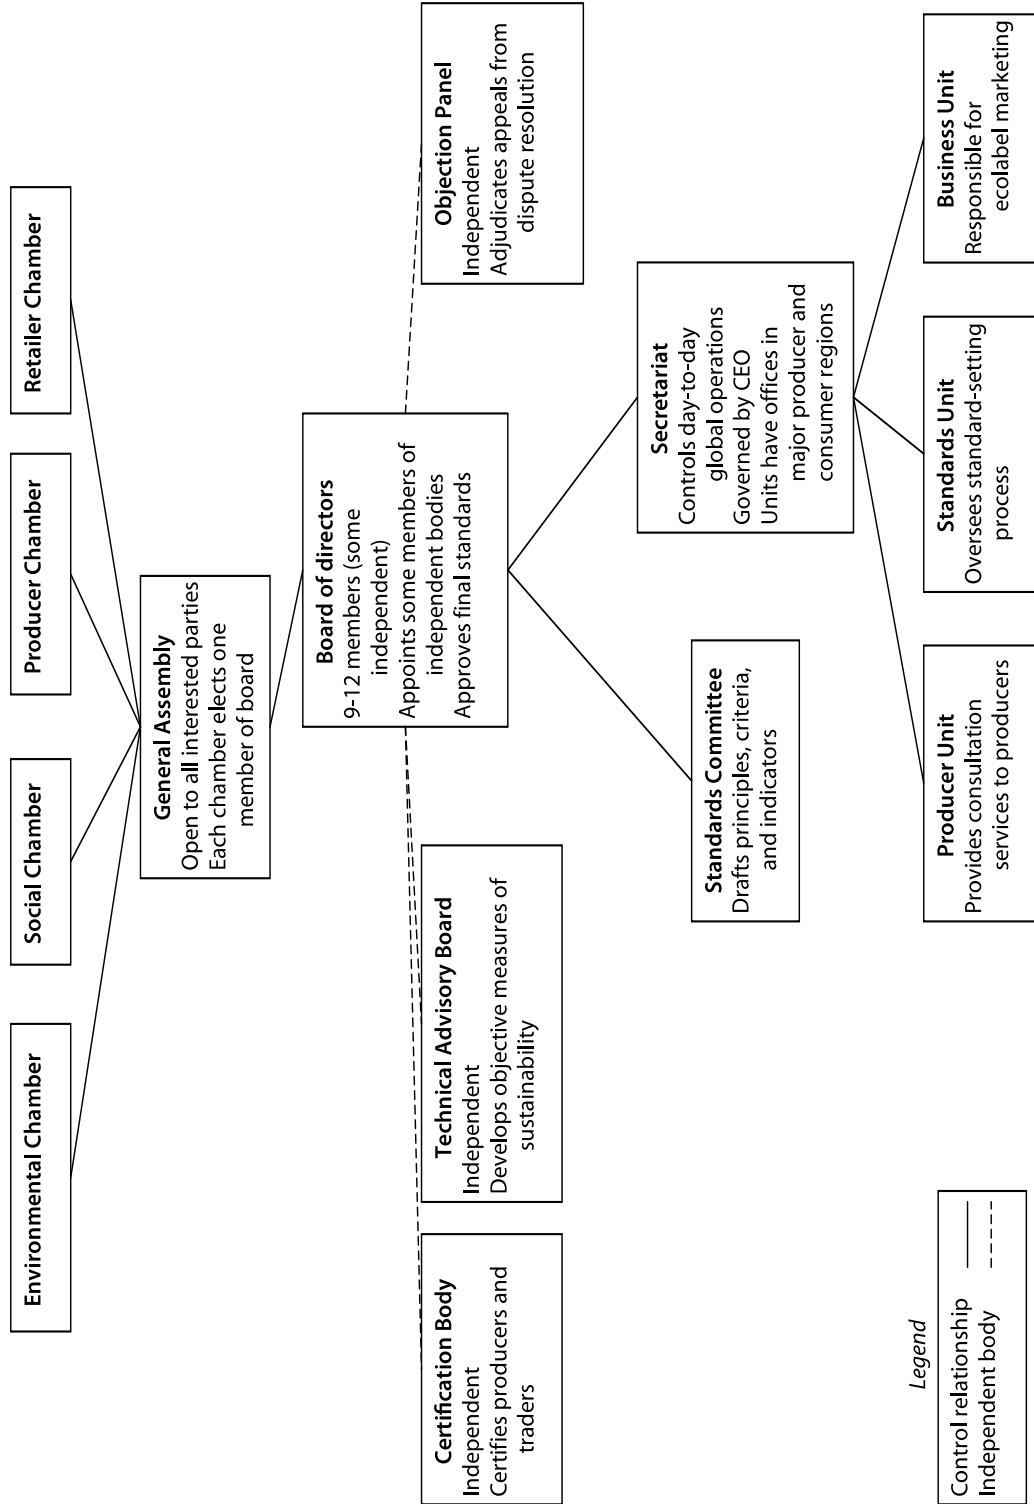 Environmental Chamber
Social Chamber
Producer Chamber
Retailer Chamber
General Assembly
Open to all interested parties
Each chamber elects one
member of board
Board of directors
9-12 members (some
independent)
Appoints some members of
independent bodies
Approves final standards
Certification Body
Independent
Certifies producers and
traders
Technical Advisory Board
Independent
Develops objective measures of
sustainability
Objection Panel
Independent
Adjudicates appeals from
dispute resolution
Standards Committee
Drafts principles, criteria,
and indicators
Secretariat
Controls day-to-day
global operations
Governed by CEO
Units have offices in
major producer and
consumer regions
Producer Unit
Provides consultation
services to producers
Standards Unit
Oversees standard-setting
process
Business Unit
Responsible for
ecolabel marketing
Legend
Control relationship
Independent body